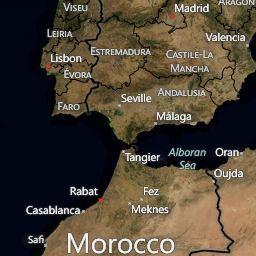 VISEU
Madrid
ARAGON
LEIRIA
Valencia
Lisbon
ESTREMADURA
CASTILE-LA
MANCHA
ÉVORA
Seville
ANDALUSIA
FARO
Málaga
Tangier
Alboran
Sea
Oran
Oujda
Rabat
Fez
Casablanca
Meknes
Safi
Morocco